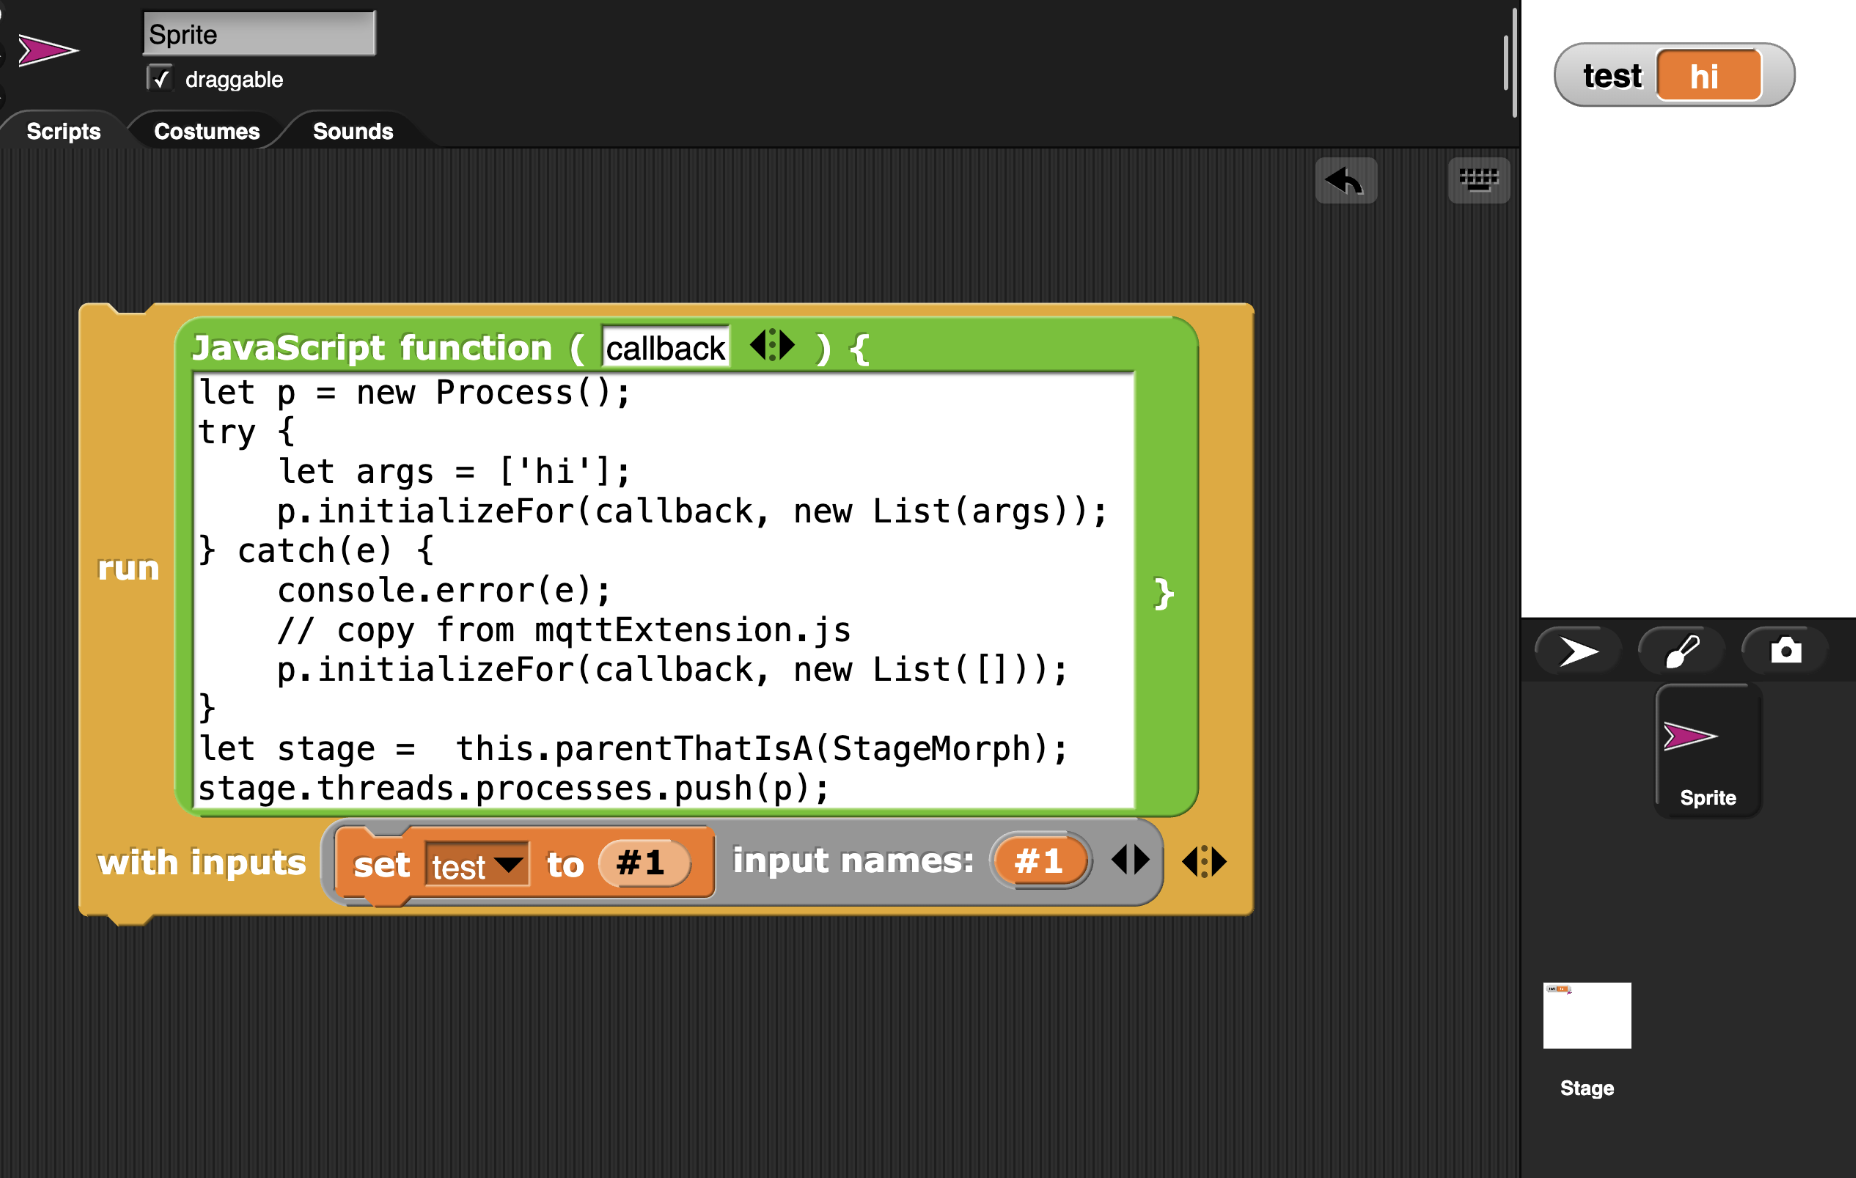 Sprite
draggable
Scripts
Costumes
Sounds
test hi
JavaScript function ( callback ) {
let p = new Process();
try {
    let args = ['hi'];
    p.initializeFor(callback, new List(args));
} catch(e) {
    console.error(e);
    // copy from mqttExtension.js
    p.initializeFor(callback, new List([]));
}
let stage =  this.parentThatIsA(StageMorph);
stage.threads.processes.push(p);
}
run
with inputs set test to #1 input names: #1
Sprite
Stage